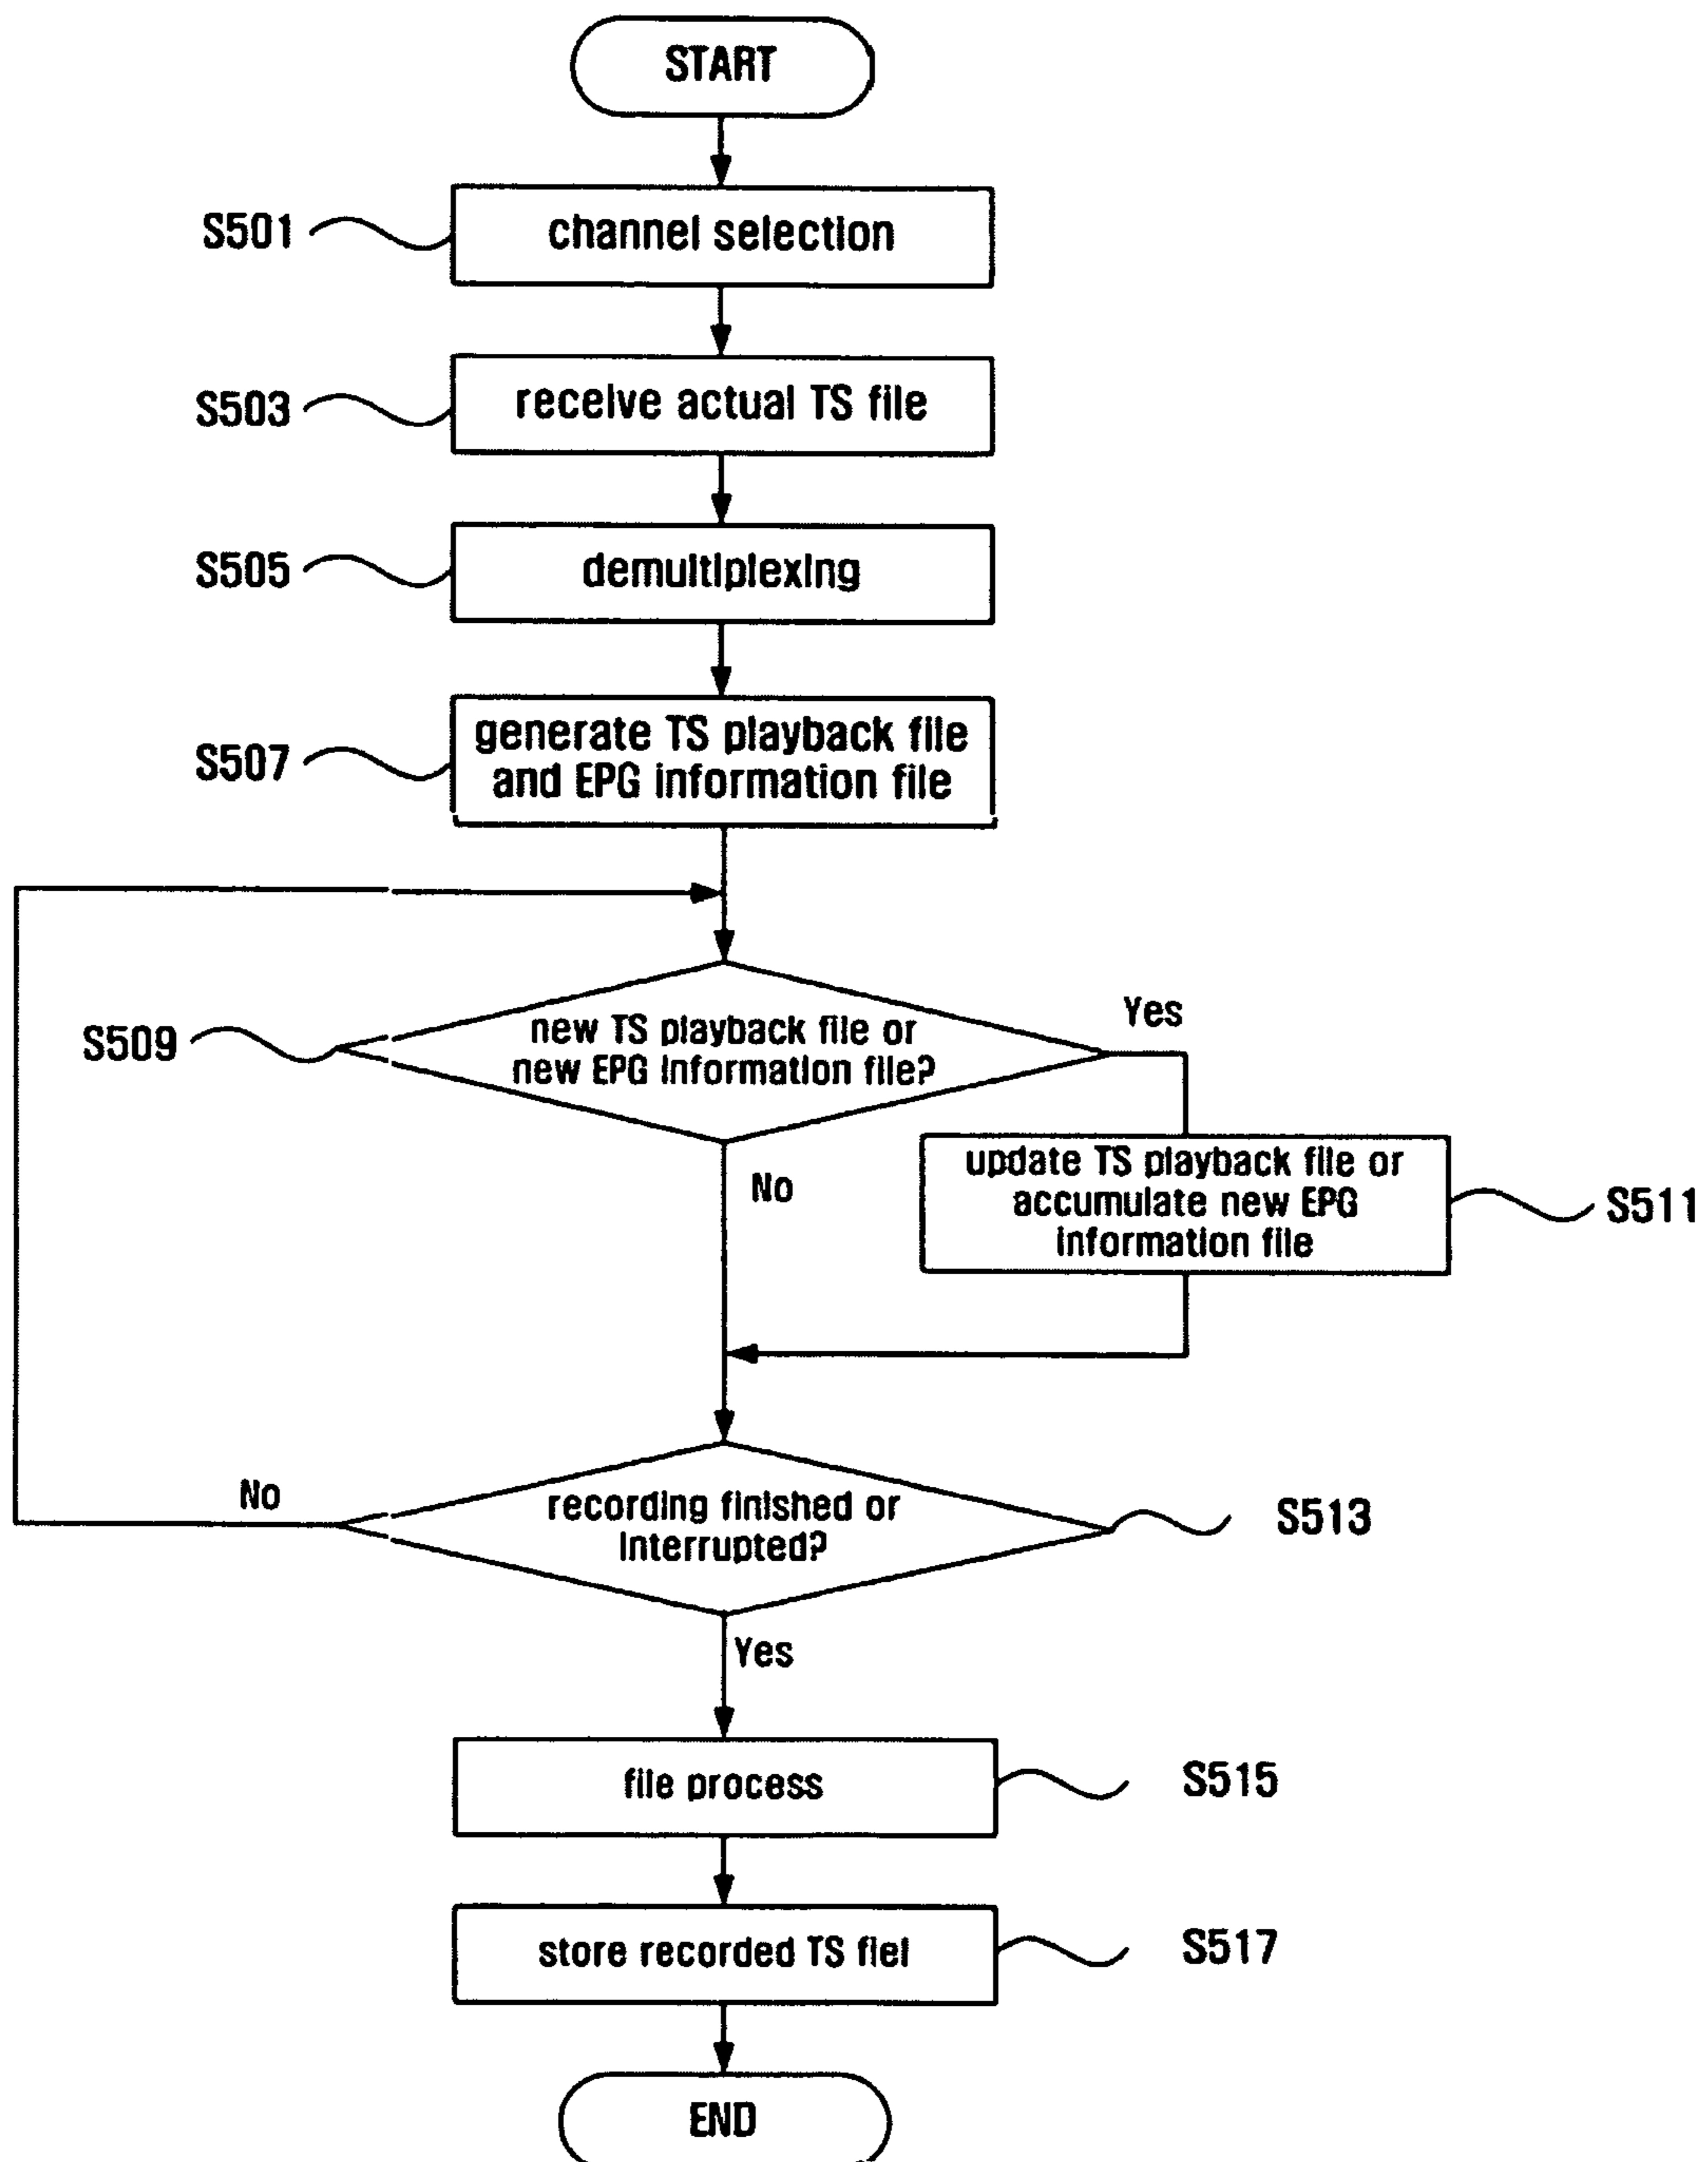 START
S501
channel selection
S503
receive actual TS file
S505
demultiplexing
S507
generate TS playback file
and EPG information file
S509
new TS playback file or
new EPG information file?
Yes
No
update TS playback file or
accumulate new EPG
information file
S511
No
recording finished or
interrupted?
S513
Yes
file process
S515
store recorded TS fiel
S517
END